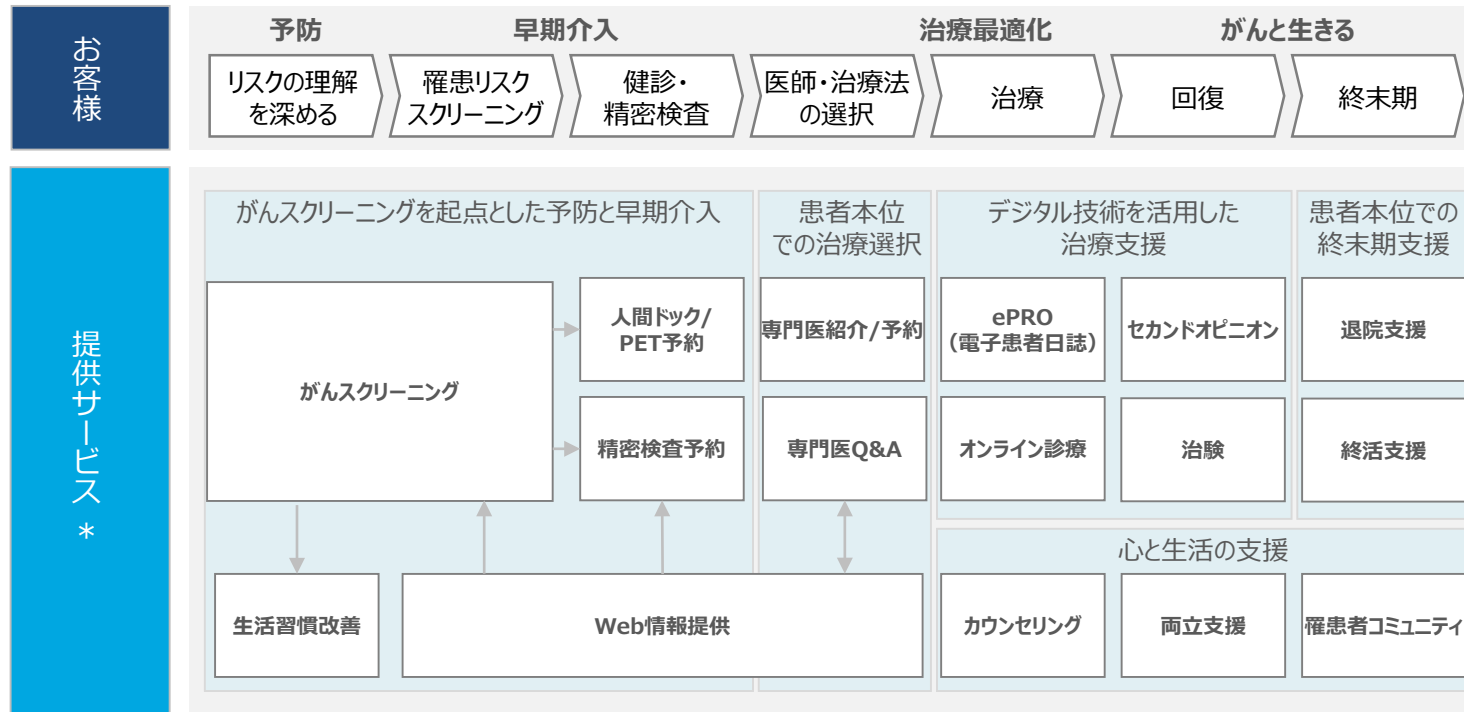 お客様
予防
早期介入
治療最適化
がんと生きる
リスクの理解
を深める
罹患リスク
スクリーニング
健診・
精密検査
医師・治療法
の選択
治療
回復
終末期
提供サービス＊
がんスクリーニングを起点とした予防と早期介入
患者本位
での治療選択
デジタル技術を活用した
治療支援
患者本位での
終末期支援
がんスクリーニング
人間ドック/
PET予約
専門医紹介/予約
ePRO
（電子患者日誌）
セカンドオピニオン
退院支援
精密検査予約
専門医Q&A
オンライン診療
治験
終活支援
心と生活の支援
生活習慣改善
Web情報提供
カウンセリング
両立支援
罹患者コミュニティ